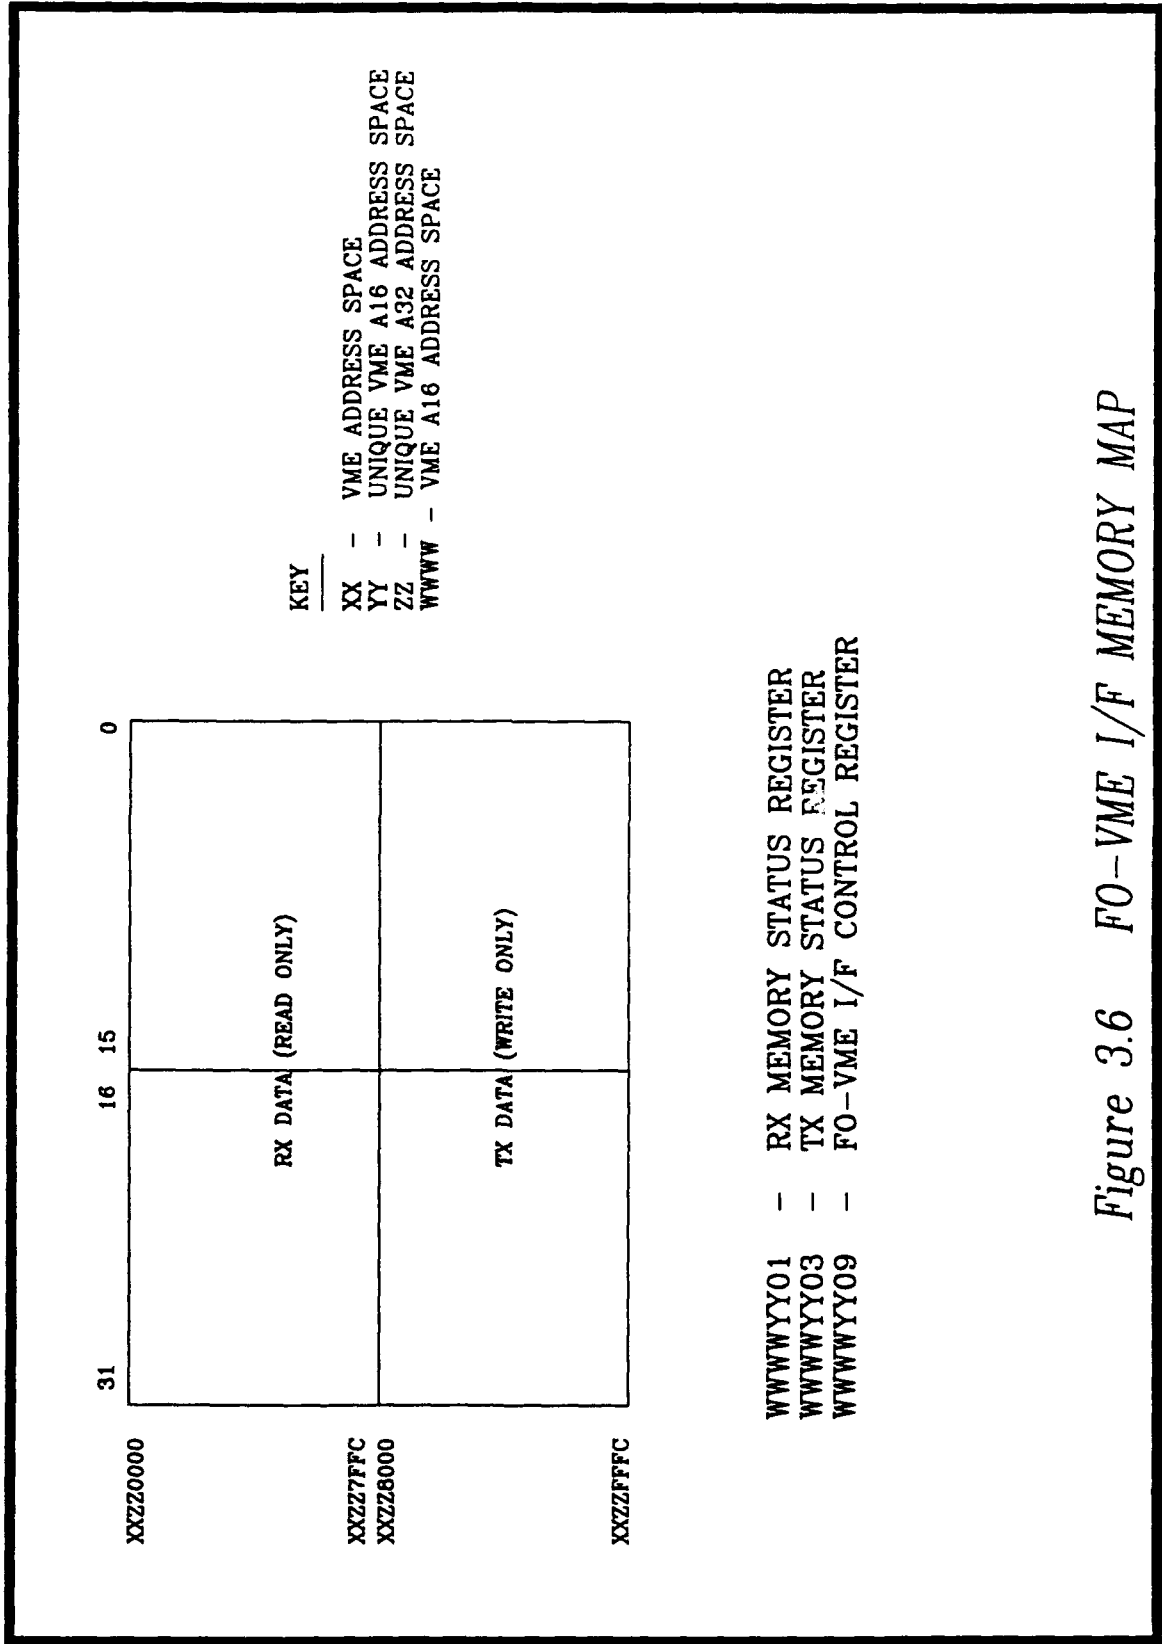 31 16 15 0
XXZZ0000
RX DATA (READ ONLY)
XXZZ7FFC
XXZZ8000
TX DATA (WRITE ONLY)
XXZZFFFC
KEY
XX - VME ADDRESS SPACE
YY - UNIQUE VME A16 ADDRESS SPACE
ZZ - UNIQUE VME A32 ADDRESS SPACE
WWWW - VME A16 ADDRESS SPACE
WWWWYY01 - RX MEMORY STATUS REGISTER
WWWWYY03 - TX MEMORY STATUS REGISTER
WWWWYY09 - FO-VME I/F CONTROL REGISTER
Figure 3.6 FO-VME I/F MEMORY MAP